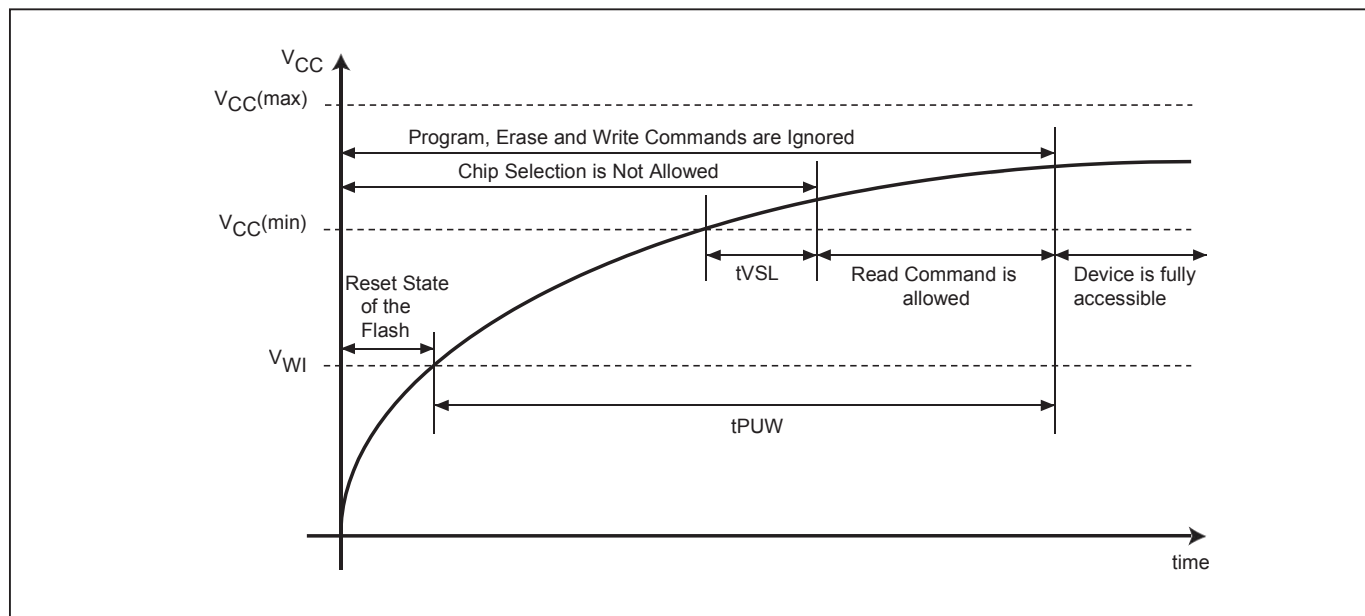 VCC
VCC(max)
Program, Erase and Write Commands are Ignored
Chip Selection is Not Allowed
VCC(min)
tVSL
Read Command is
allowed
Device is fully
accessible
Reset State
of the
Flash
VWI
tPUW
time